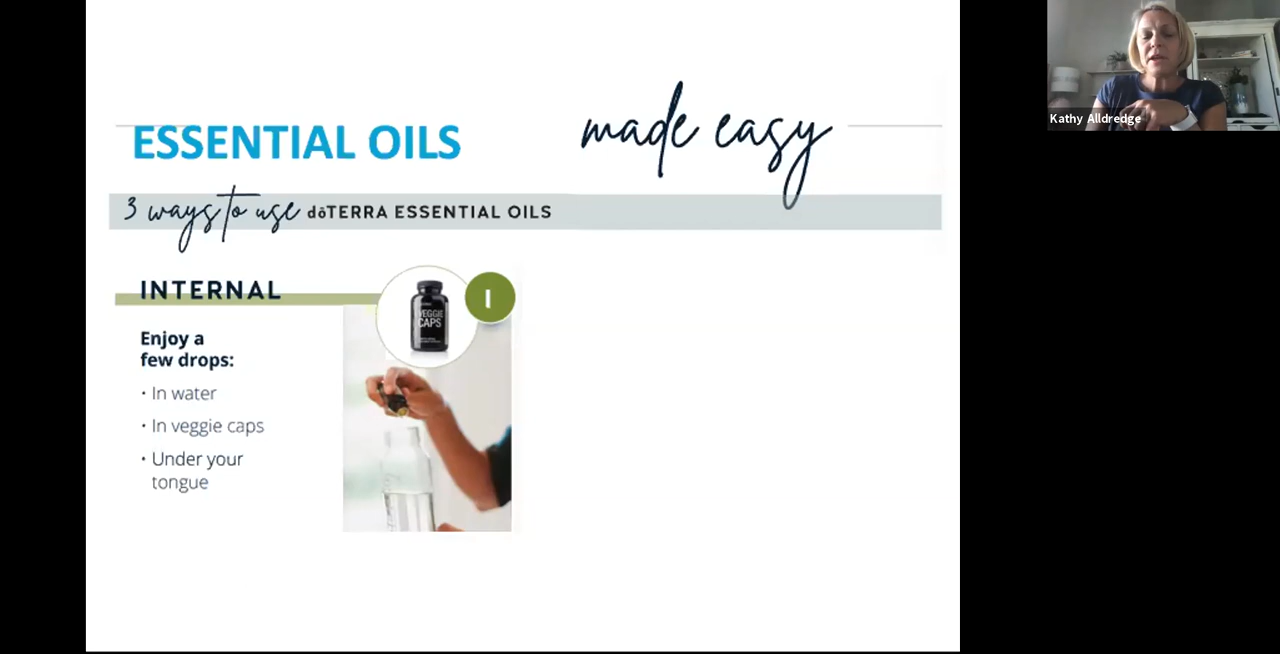 ESSENTIAL OILS made easy
3 ways to use dōTERRA ESSENTIAL OILS
INTERNAL
I
VEGGIE
CAPS
Enjoy a
few drops:
• In water
• In veggie caps
• Under your
tongue
Kathy Alldredge